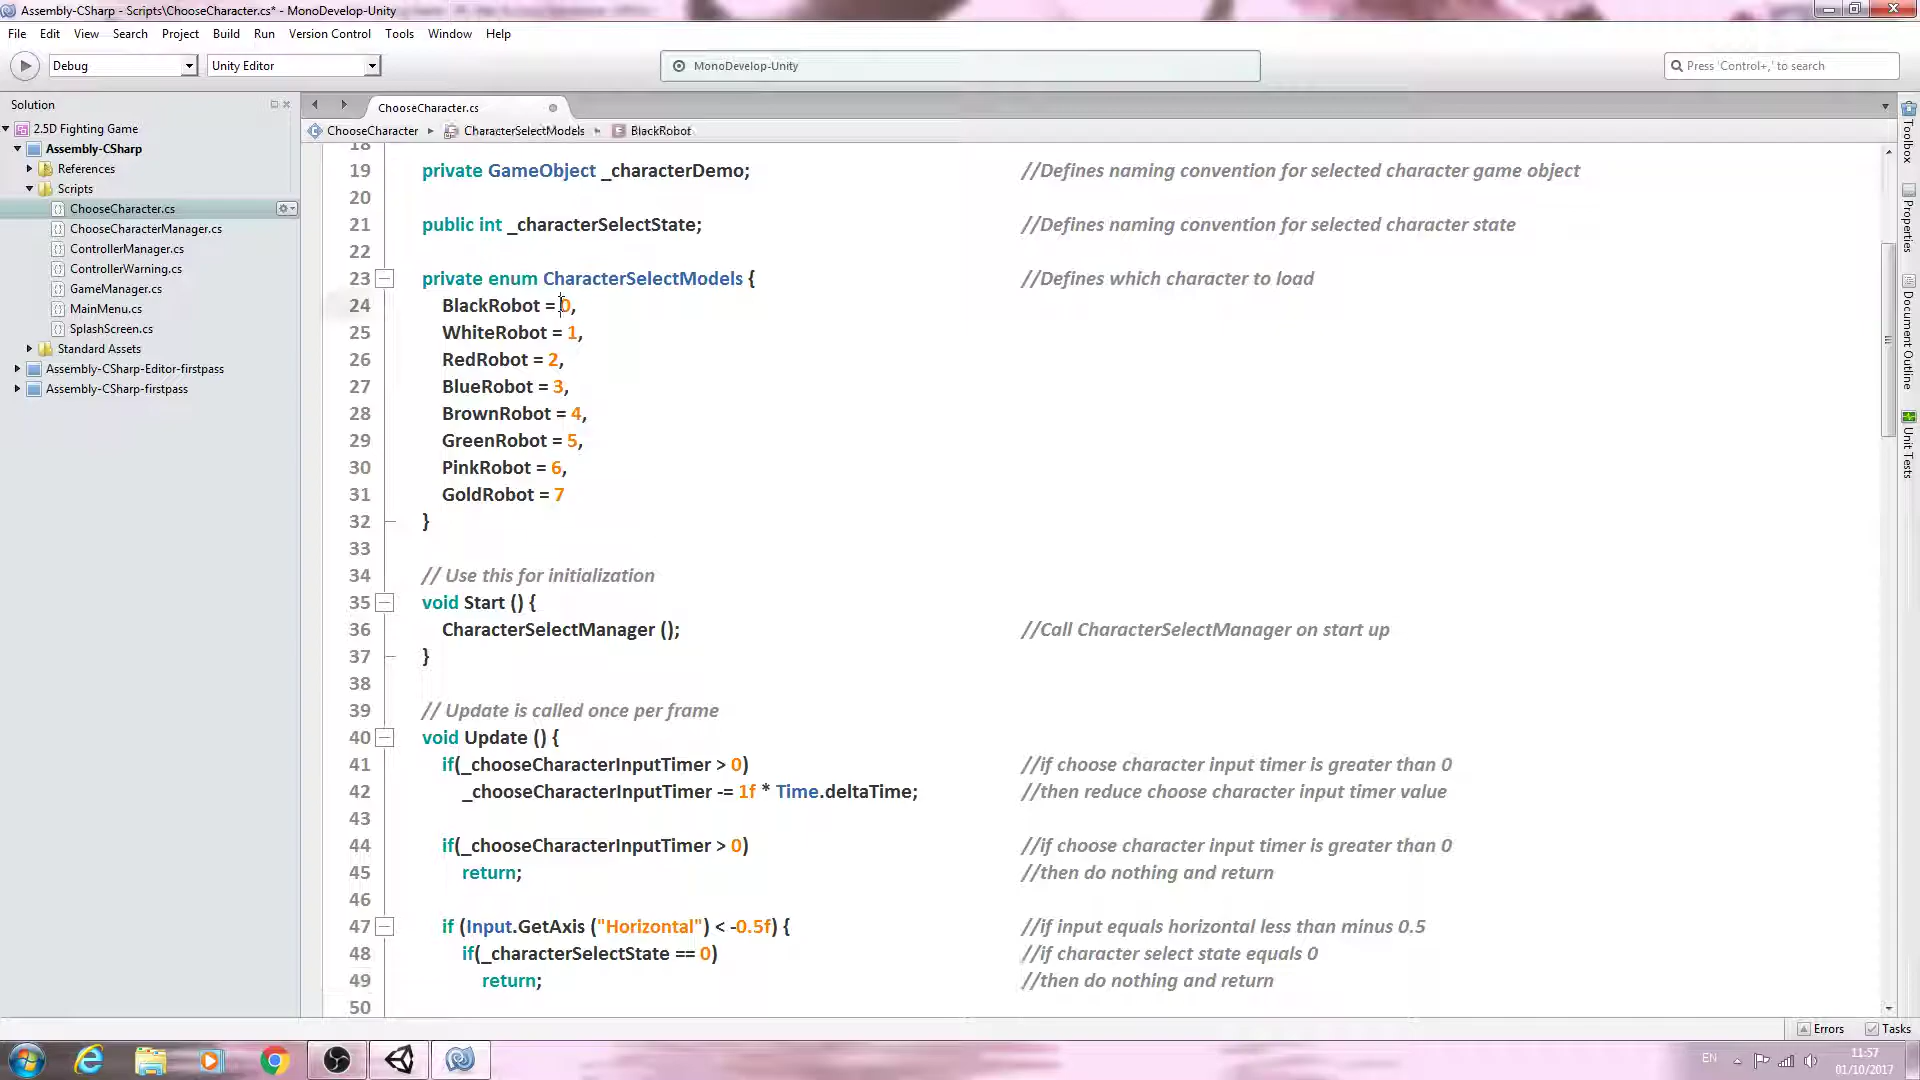 Assembly-CSharp - Scripts\ChooseCharacter.cs* - MonoDevelop-Unity
File Edit View Search Project Build Run Version Control Tools Window Help
Debug Unity Editor MonoDevelop-Unity Press 'Control+,' to search
Solution
2.5D Fighting Game
Assembly-CSharp
References
Scripts
ChooseCharacter.cs
ChooseCharacterManager.cs
ControllerManager.cs
ControllerWarning.cs
GameManager.cs
MainMenu.cs
SplashScreen.cs
Standard Assets
Assembly-CSharp-Editor-firstpass
Assembly-CSharp-firstpass
ChooseCharacter.cs
ChooseCharacter CharacterSelectModels BlackRobot
18
19 private GameObject _characterDemo; //Defines naming convention for selected character game object
20
21 public int _characterSelectState; //Defines naming convention for selected character state
22
23 private enum CharacterSelectModels { //Defines which character to load
24 BlackRobot = 0,
25 WhiteRobot = 1,
26 RedRobot = 2,
27 BlueRobot = 3,
28 BrownRobot = 4,
29 GreenRobot = 5,
30 PinkRobot = 6,
31 GoldRobot = 7
32 }
33
34 // Use this for initialization
35 void Start () {
36 CharacterSelectManager (); //Call CharacterSelectManager on start up
37 }
38
39 // Update is called once per frame
40 void Update () {
41 if(_chooseCharacterInputTimer > 0) //if choose character input timer is greater than 0
42 _chooseCharacterInputTimer -= 1f * Time.deltaTime; //then reduce choose character input timer value
43
44 if(_chooseCharacterInputTimer > 0) //if choose character input timer is greater than 0
45 return; //then do nothing and return
46
47 if (Input.GetAxis ("Horizontal") < -0.5f) { //if input equals horizontal less than minus 0.5
48 if(_characterSelectState == 0) //if character select state equals 0
49 return; //then do nothing and return
50
Toolbox
Properties
Document Outline
Unit Tests
Errors Tasks
EN 11:57
01/10/2017